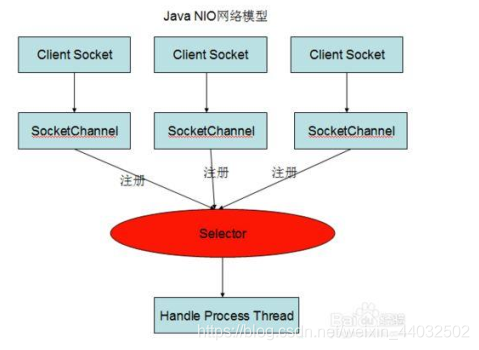 Java NIO网络模型
Client Socket
Client Socket
Client Socket
SocketChannel
SocketChannel
SocketChannel
注册
注册
注册
Selector
Handle Process Thread
https://blog.csdn.net/weixin_44032502